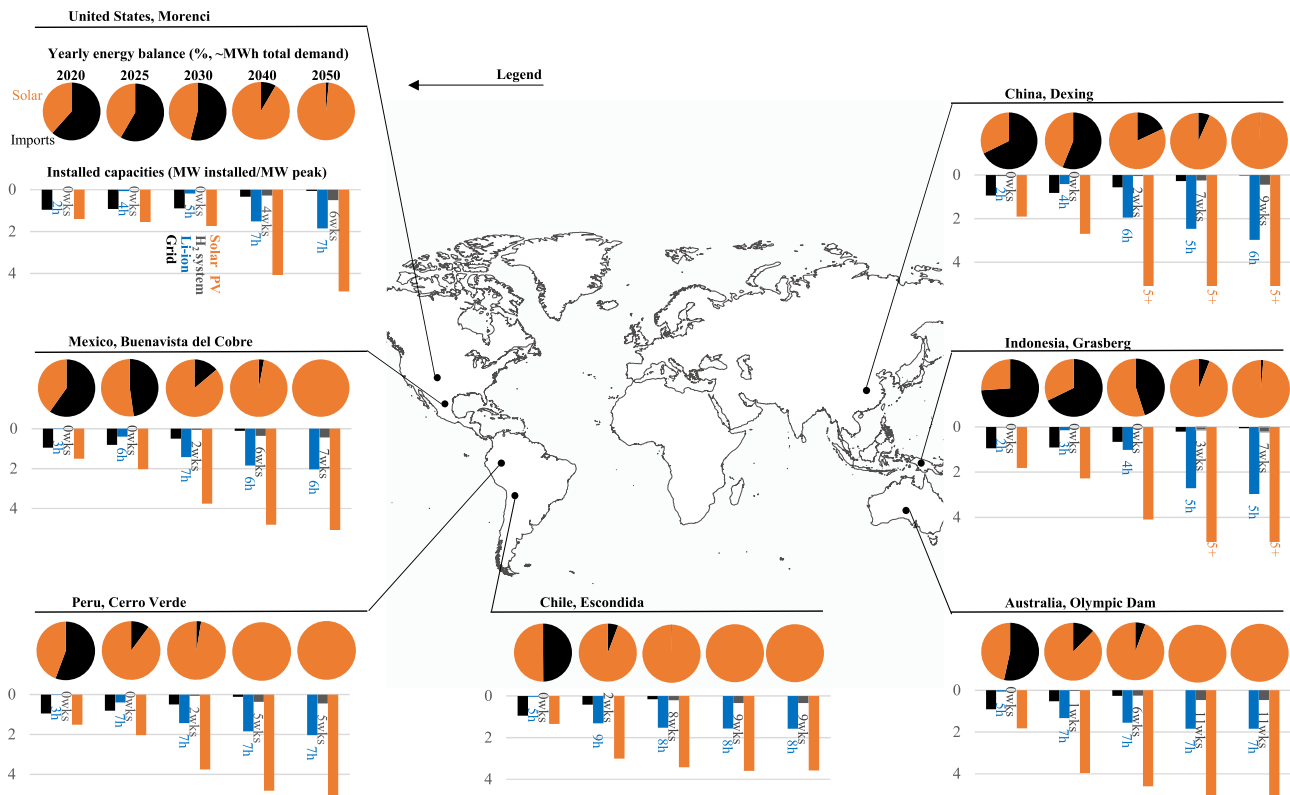 United States, Morenci
Yearly energy balance (%, ~MWh total demand)
2020 2025 2030 2040 2050
Solar
Imports
Installed capacities (MW installed/MW peak)
0
2
4
2h 0wks
4h 0wks
5h 0wks
7h 4wks
7h 6wks
Grid
Li-ion
H2 system
Solar PV
Legend
China, Dexing
0
2
4
2h 0wks
4h 0wks
6h 2wks 5+
5h 7wks 5+
6h 9wks 5+
Mexico, Buenavista del Cobre
0
2
4
3h 0wks
6h 0wks
7h 2wks
6h 6wks
6h 7wks
Indonesia, Grasberg
0
2
4
2h 0wks
3h 0wks
4h 0wks
5h 3wks 5+
5h 7wks 5+
Peru, Cerro Verde
0
2
4
3h 0wks
7h 0wks
7h 2wks
7h 5wks
7h 5wks
Chile, Escondida
0
2
4
5h 0wks
9h 2wks
8h 8wks
8h 9wks
8h 9wks
Australia, Olympic Dam
0
2
4
5h 0wks
7h 1wks
7h 6wks
7h 11wks
7h 11wks